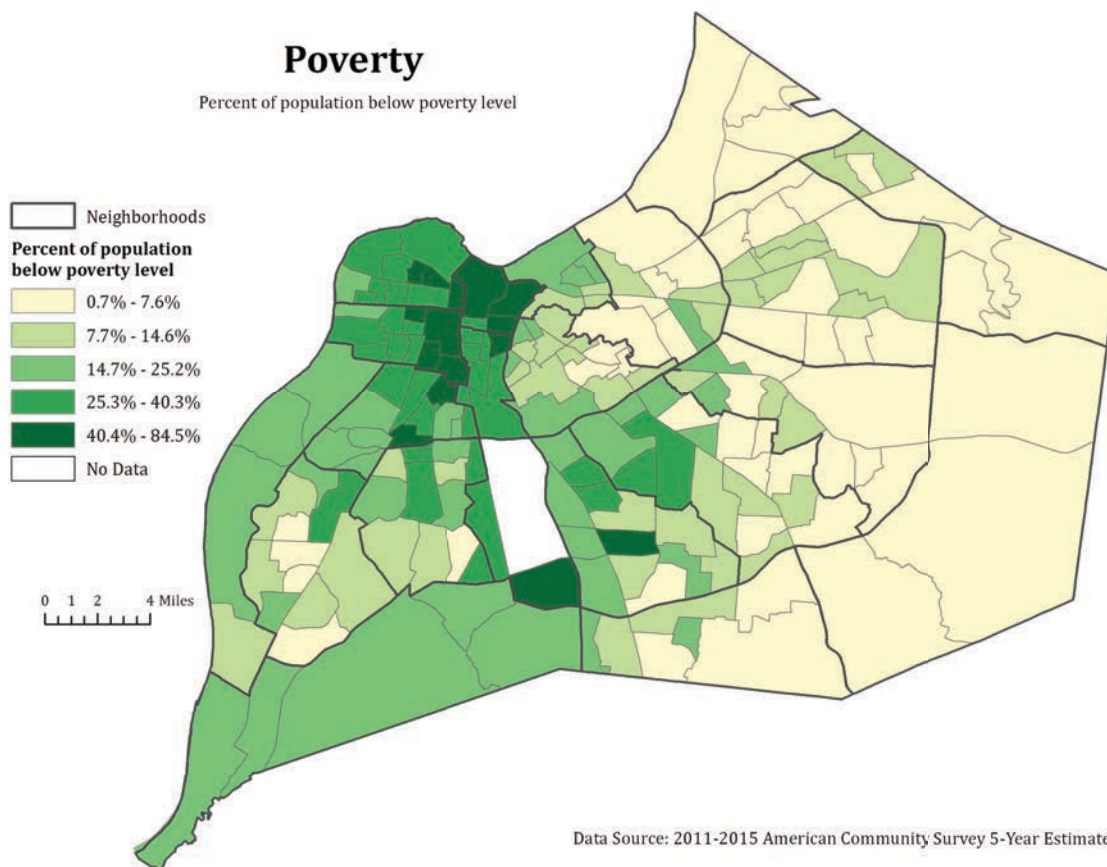 Poverty
Percent of population below poverty level
Neighborhoods
Percent of population
below poverty level
0.7% - 7.6%
7.7% - 14.6%
14.7% - 25.2%
25.3% - 40.3%
40.4% - 84.5%
No Data
0 1 2 4 Miles
Data Source: 2011-2015 American Community Survey 5-Year Estimate